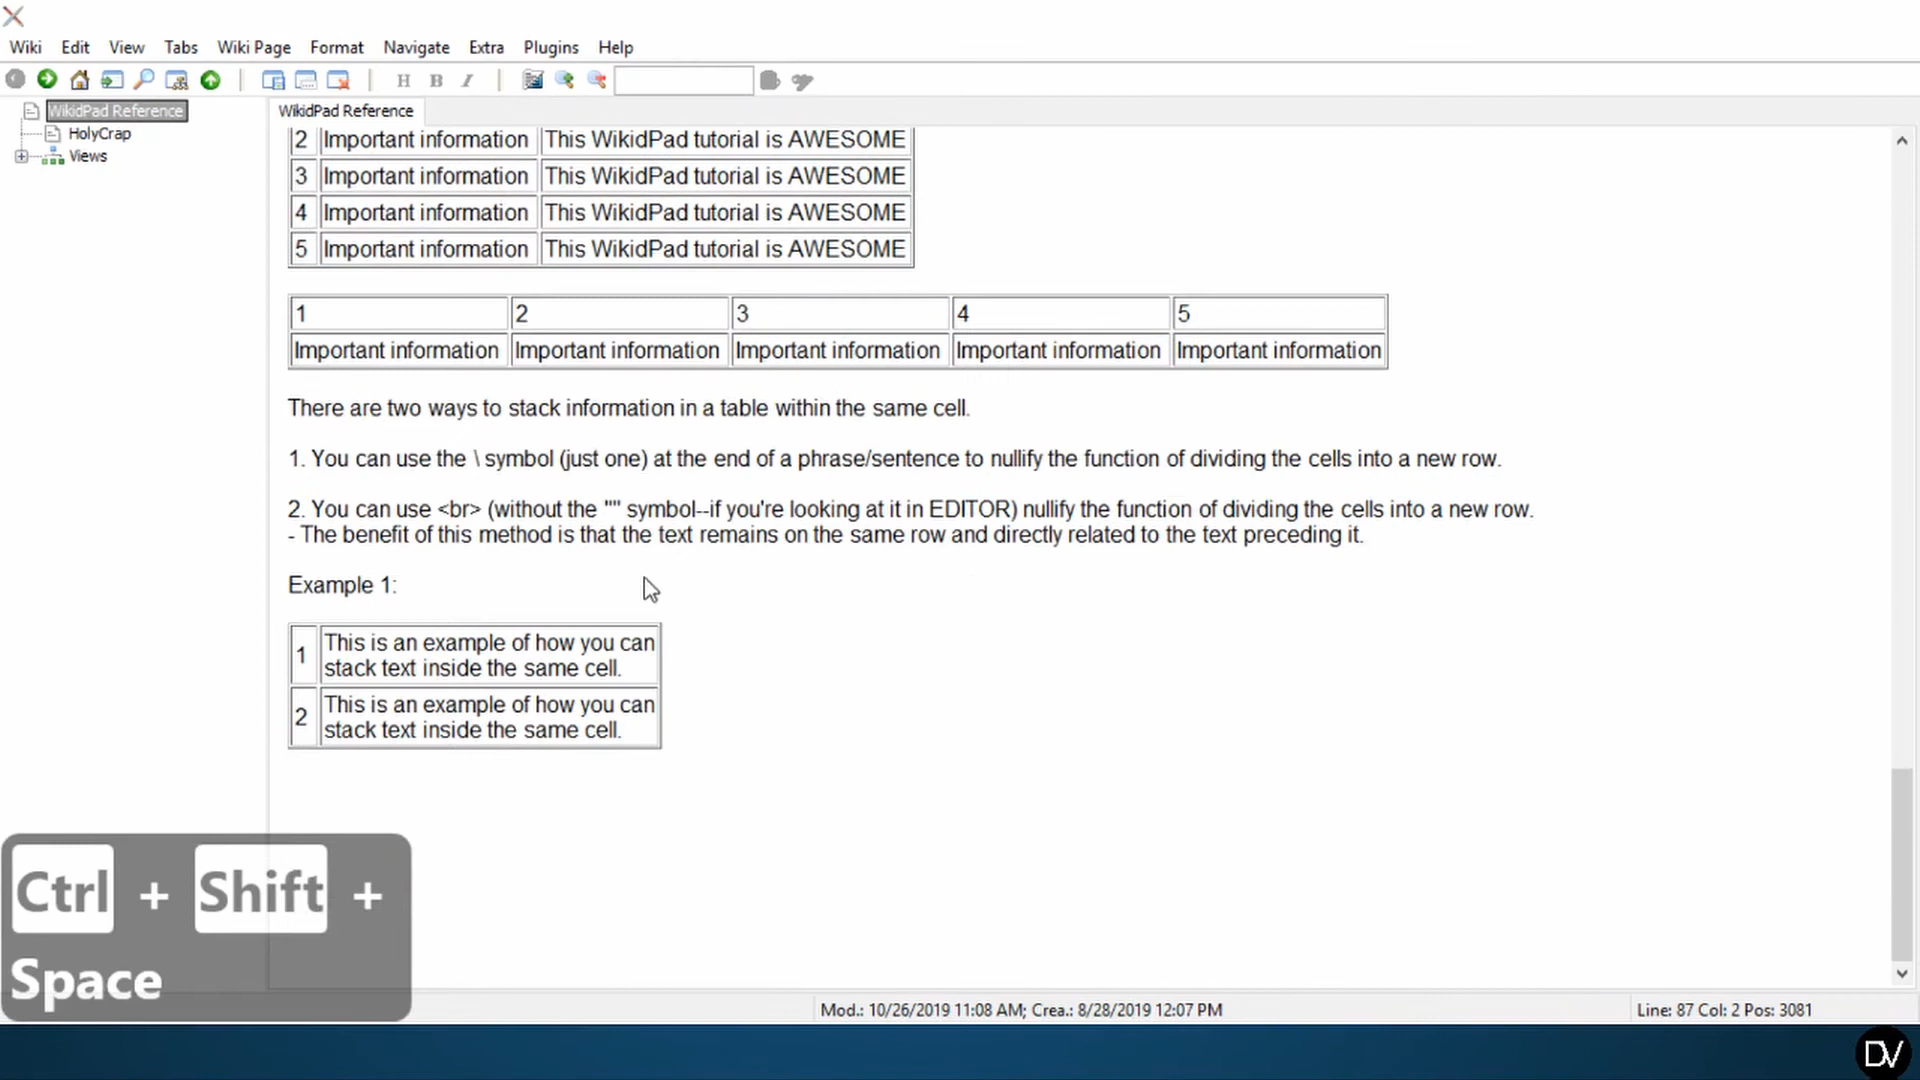 Wiki Edit View Tabs Wiki Page Format Navigate Extra Plugins Help
H B I
WikidPad Reference
HolyCrap
Views
WikidPad Reference
2 Important information This WikidPad tutorial is AWESOME
3 Important information This WikidPad tutorial is AWESOME
4 Important information This WikidPad tutorial is AWESOME
5 Important information This WikidPad tutorial is AWESOME
1 2 3 4 5
Important information Important information Important information Important information Important information
There are two ways to stack information in a table within the same cell.
1. You can use the \ symbol (just one) at the end of a phrase/sentence to nullify the function of dividing the cells into a new row.
2. You can use <br> (without the "" symbol--if you're looking at it in EDITOR) nullify the function of dividing the cells into a new row.
- The benefit of this method is that the text remains on the same row and directly related to the text preceding it.
Example 1:
1 This is an example of how you can
stack text inside the same cell.
2 This is an example of how you can
stack text inside the same cell.
Ctrl + Shift +
Space
Mod.: 10/26/2019 11:08 AM; Crea.: 8/28/2019 12:07 PM
Line: 87 Col: 2 Pos: 3081
DV